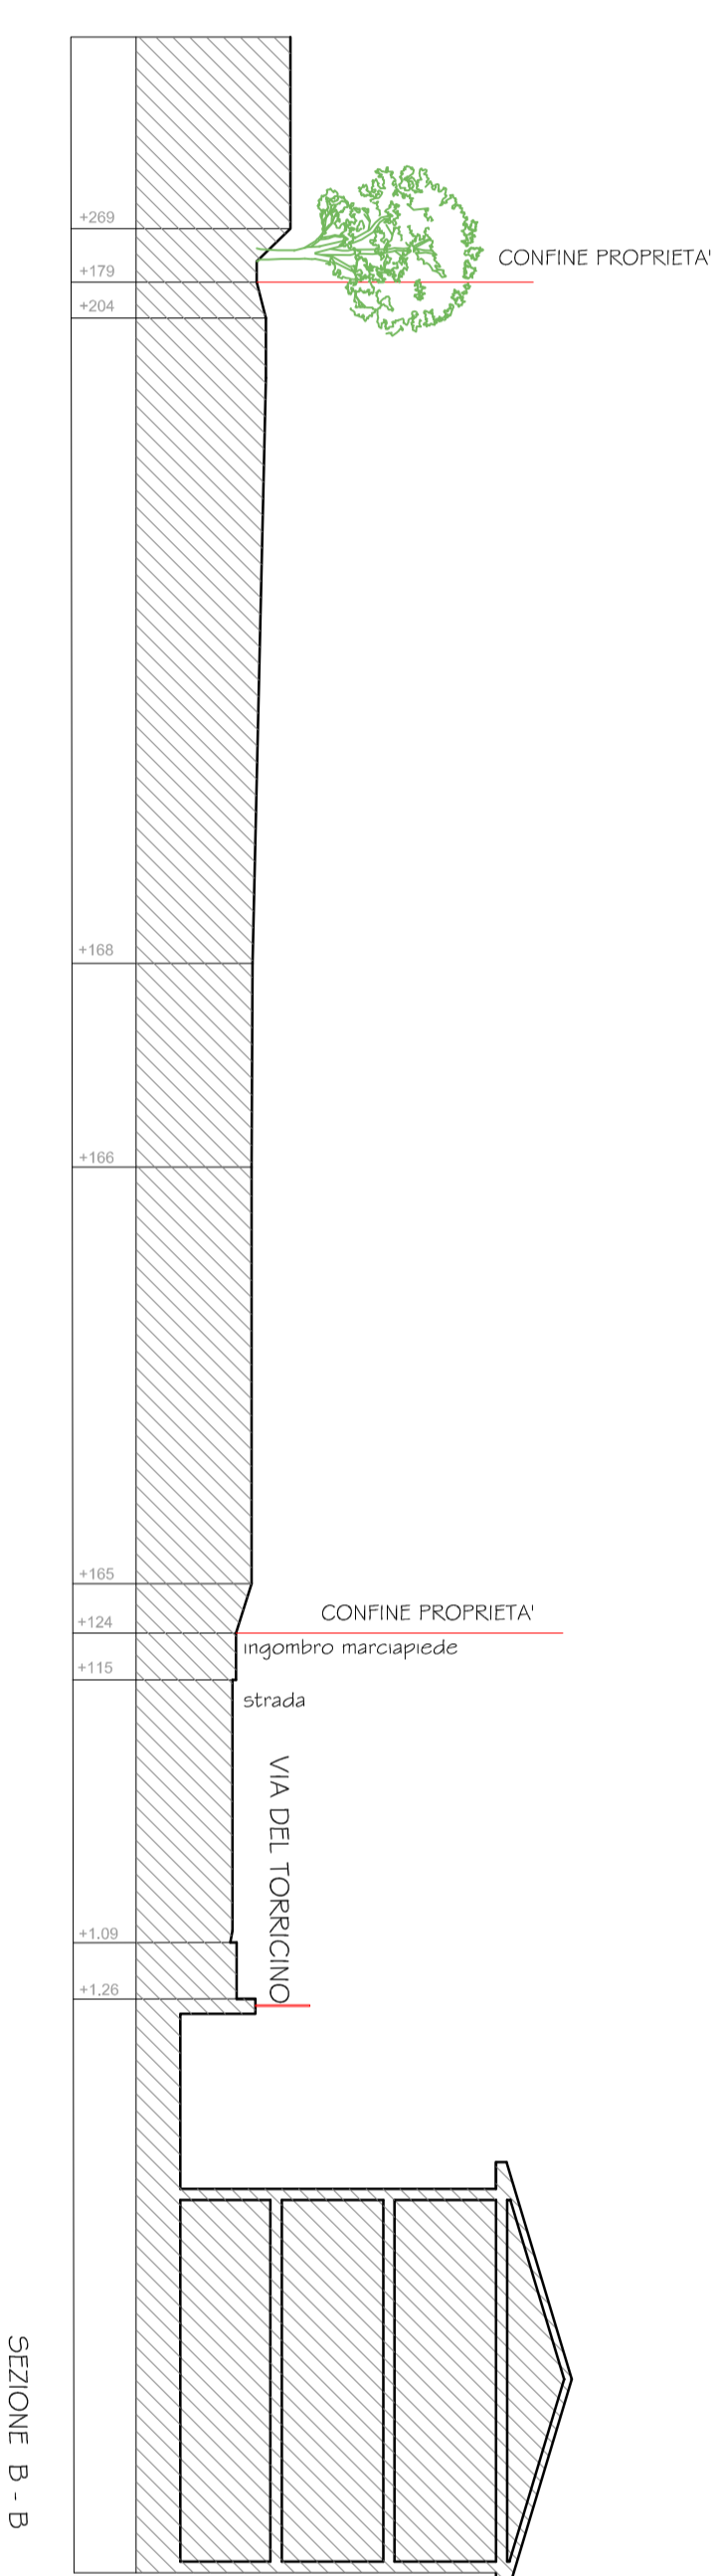 +269
CONFINE PROPRIETA'
+179
+204
+168
+166
+165
CONFINE PROPRIETA'
+124
ingombro marciapiede
+115
strada
VIA DEL TORRICINO
+1.09
+1.26
SEZIONE B - B